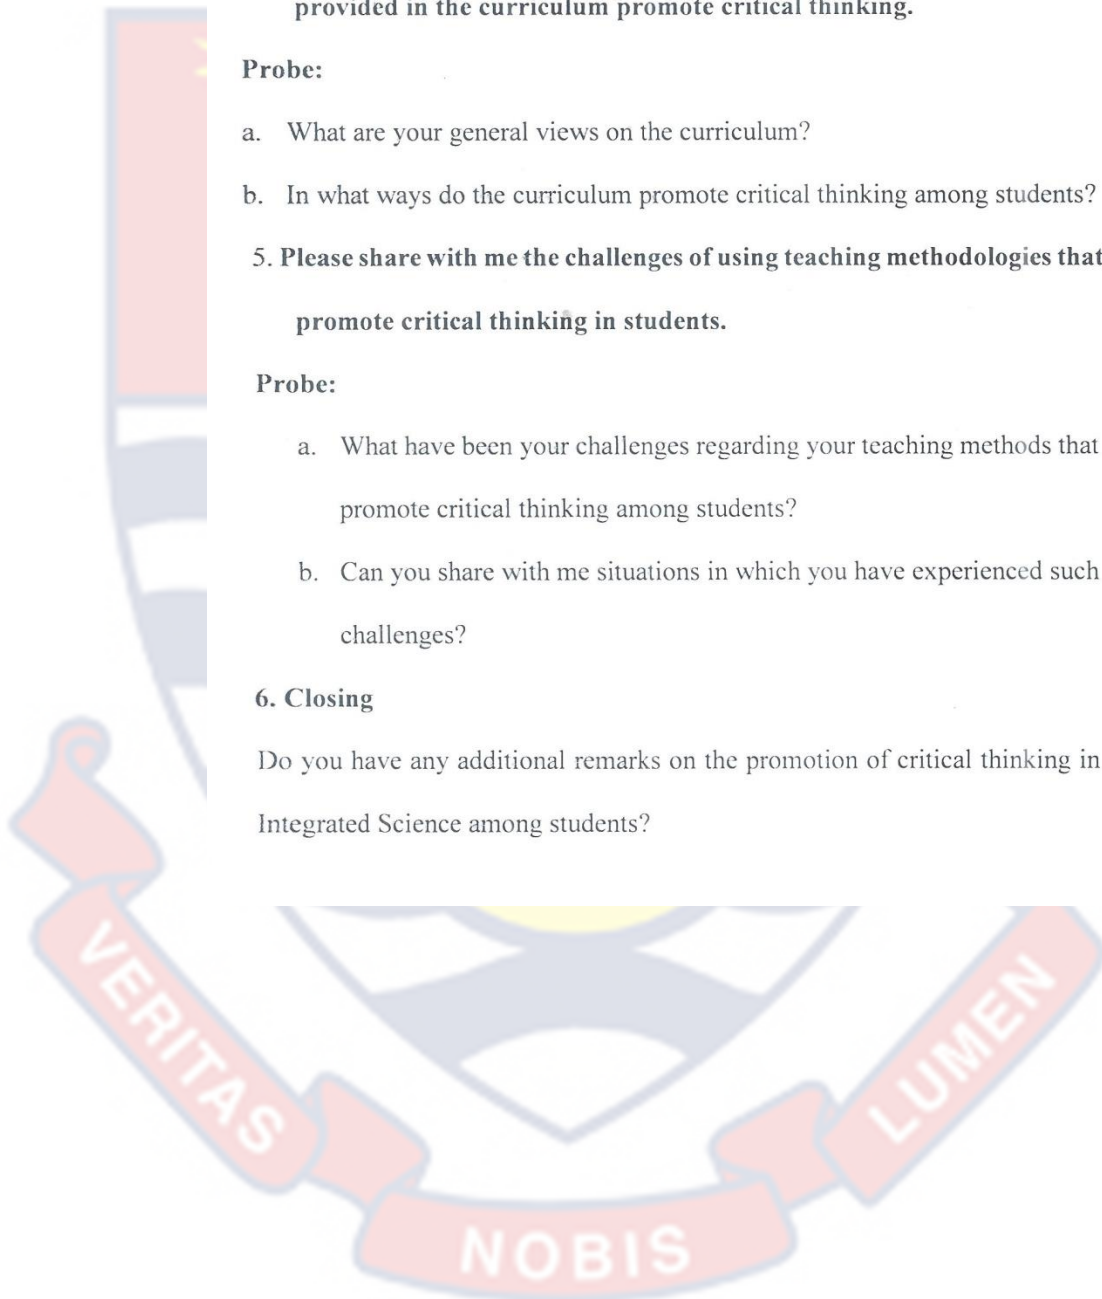 provided in the curriculum promote critical thinking.
Probe:
a. What are your general views on the curriculum?
b. In what ways do the curriculum promote critical thinking among students?
5. Please share with me the challenges of using teaching methodologies that
promote critical thinking in students.
Probe:
a. What have been your challenges regarding your teaching methods that
promote critical thinking among students?
b. Can you share with me situations in which you have experienced such
challenges?
6. Closing
Do you have any additional remarks on the promotion of critical thinking in
Integrated Science among students?
VERITAS
NOBIS
LUMEN